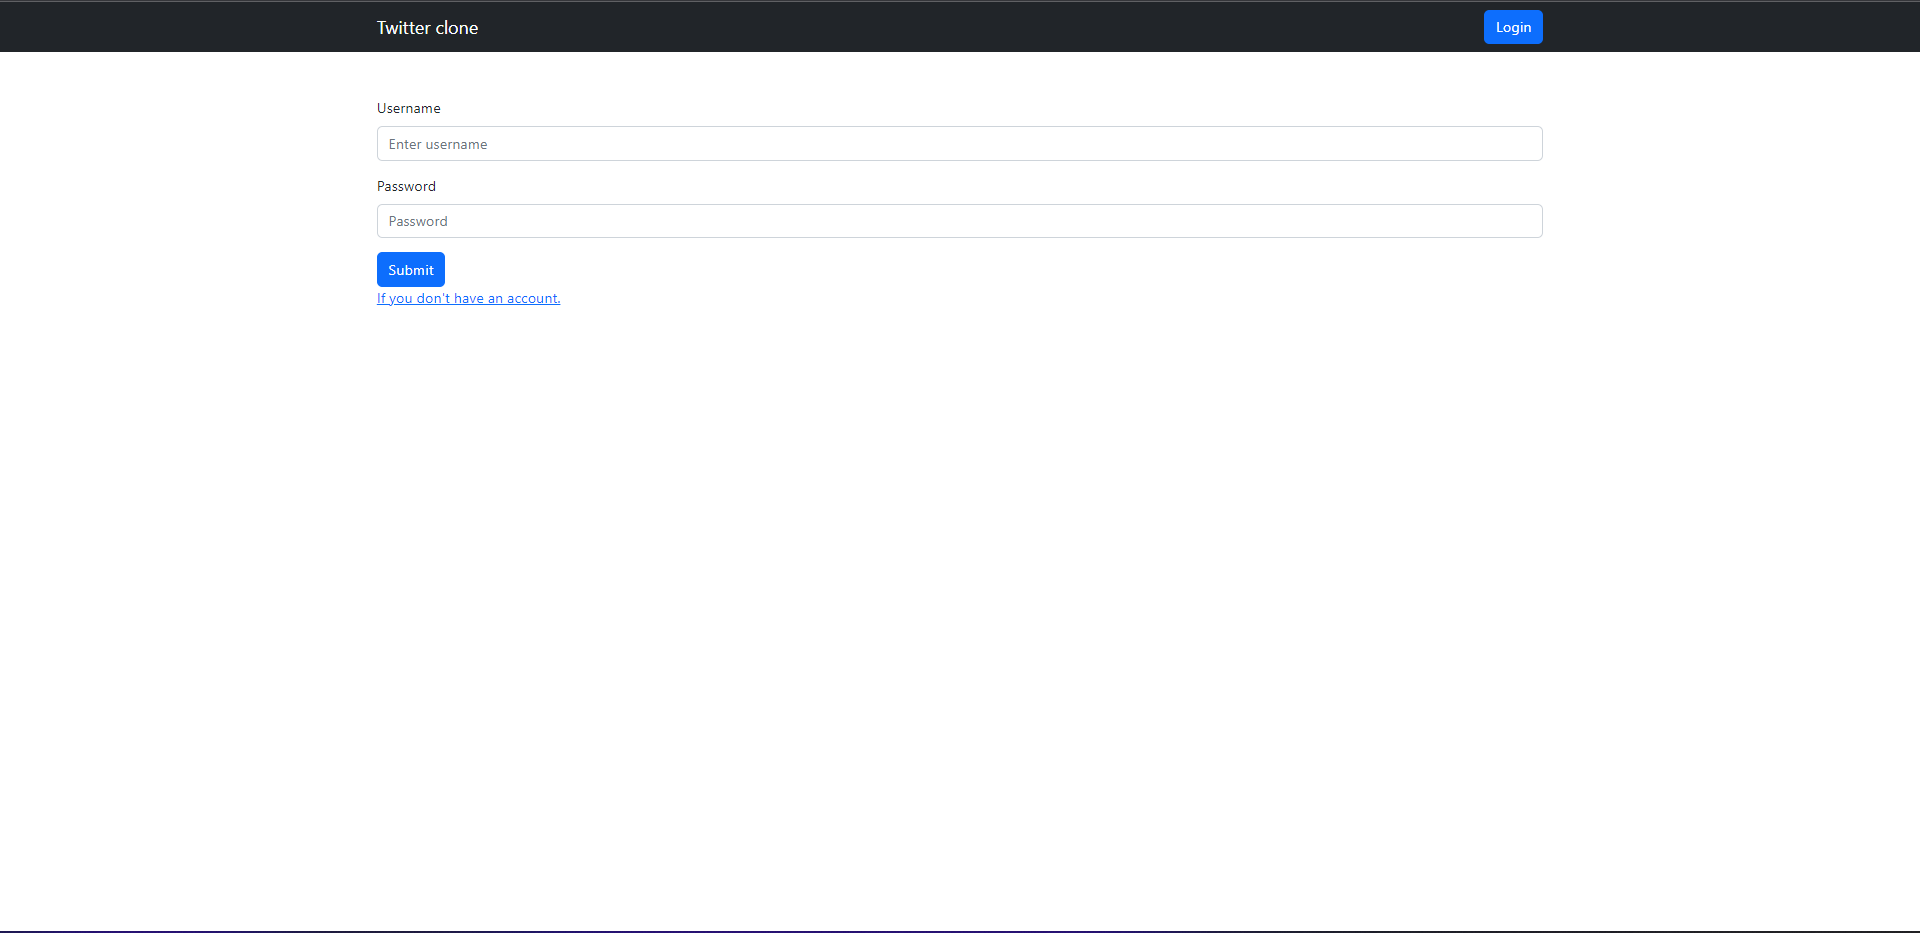 Twitter clone
Login
Username
Enter username
Password
Password
Submit
If you don't have an account.